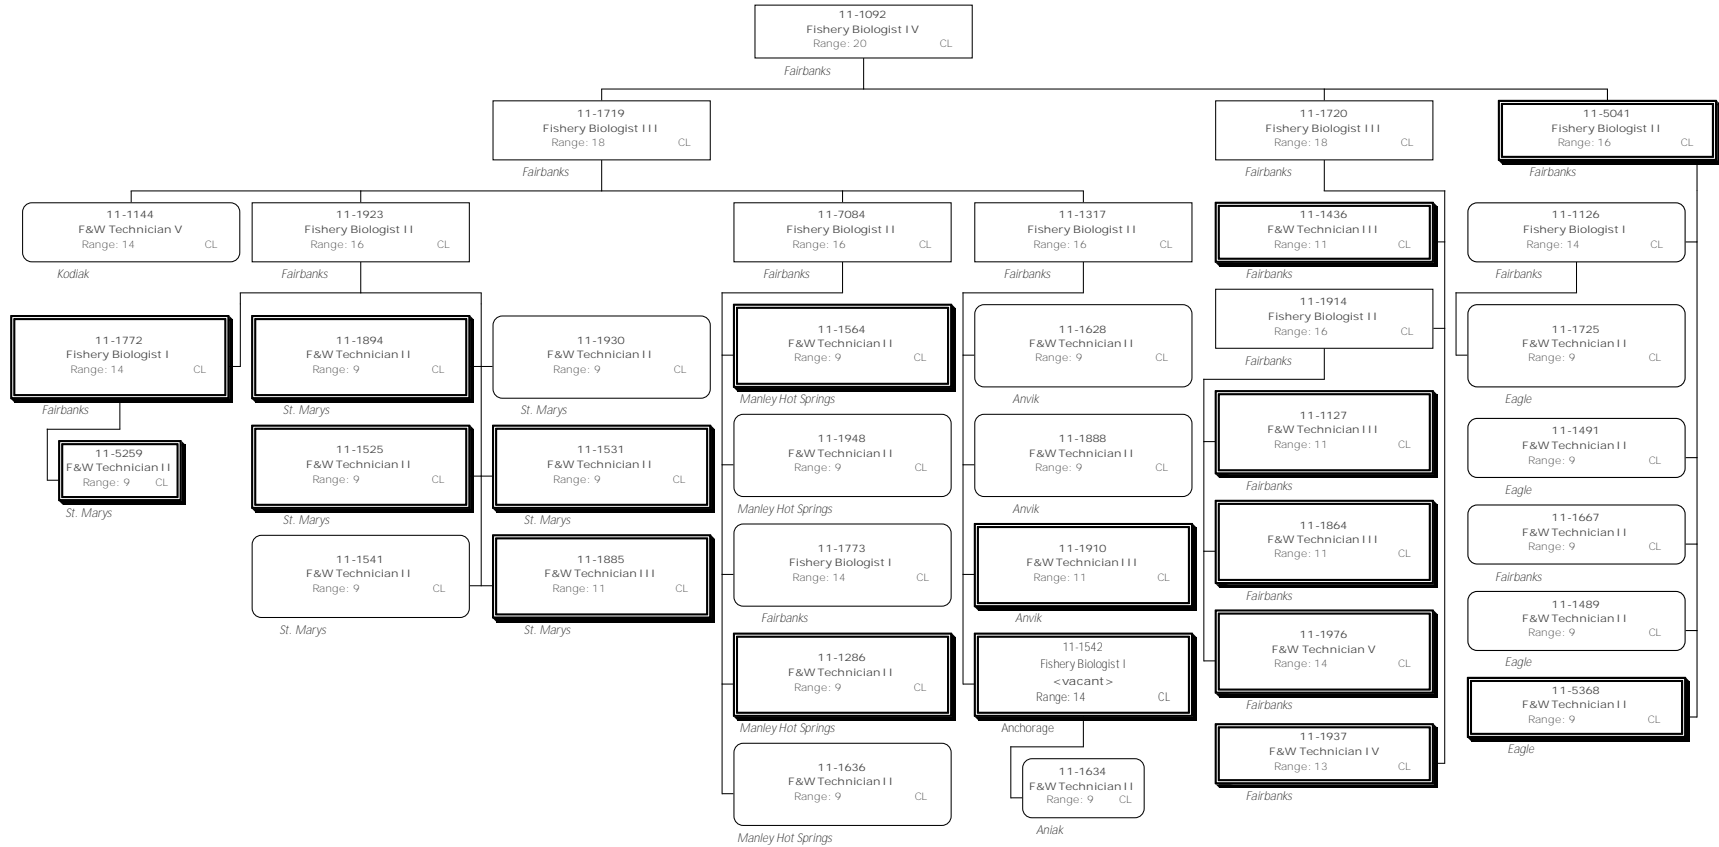 11-1092
Fishery Biologist IV
Range: 20 CL
Fairbanks
11-1719
Fishery Biologist III
Range: 18 CL
Fairbanks
11-1720
Fishery Biologist III
Range: 18 CL
Fairbanks
11-5041
Fishery Biologist II
Range: 16 CL
Fairbanks
11-1144
F&W Technician V
Range: 14 CL
Kodiak
11-1923
Fishery Biologist II
Range: 16 CL
Fairbanks
11-7084
Fishery Biologist II
Range: 16 CL
Fairbanks
11-1317
Fishery Biologist II
Range: 16 CL
Fairbanks
11-1436
F&W Technician III
Range: 11 CL
Fairbanks
11-1126
Fishery Biologist I
Range: 14 CL
Fairbanks
11-1772
Fishery Biologist I
Range: 14 CL
Fairbanks
11-5259
F&W Technician II
Range: 9 CL
St. Marys
11-1894
F&W Technician II
Range: 9 CL
St. Marys
11-1525
F&W Technician II
Range: 9 CL
St. Marys
11-1541
F&W Technician II
Range: 9 CL
St. Marys
11-1930
F&W Technician II
Range: 9 CL
St. Marys
11-1531
F&W Technician II
Range: 9 CL
St. Marys
11-1885
F&W Technician III
Range: 11 CL
St. Marys
11-1564
F&W Technician II
Range: 9 CL
Manley Hot Springs
11-1948
F&W Technician II
Range: 9 CL
Manley Hot Springs
11-1773
Fishery Biologist I
Range: 14 CL
Fairbanks
11-1286
F&W Technician II
Range: 9 CL
Manley Hot Springs
11-1636
F&W Technician II
Range: 9 CL
Manley Hot Springs
11-1628
F&W Technician II
Range: 9 CL
Anvik
11-1888
F&W Technician II
Range: 9 CL
Anvik
11-1910
F&W Technician III
Range: 11 CL
Anvik
11-1542
Fishery Biologist I
<vacant>
Range: 14 CL
Anchorage
11-1634
F&W Technician II
Range: 9 CL
Aniak
11-1914
Fishery Biologist II
Range: 16 CL
Fairbanks
11-1127
F&W Technician III
Range: 11 CL
Fairbanks
11-1864
F&W Technician III
Range: 11 CL
Fairbanks
11-1976
F&W Technician V
Range: 14 CL
Fairbanks
11-1937
F&W Technician IV
Range: 13 CL
Fairbanks
11-1725
F&W Technician II
Range: 9 CL
Eagle
11-1491
F&W Technician II
Range: 9 CL
Eagle
11-1667
F&W Technician II
Range: 9 CL
Fairbanks
11-1489
F&W Technician II
Range: 9 CL
Eagle
11-5368
F&W Technician II
Range: 9 CL
Eagle